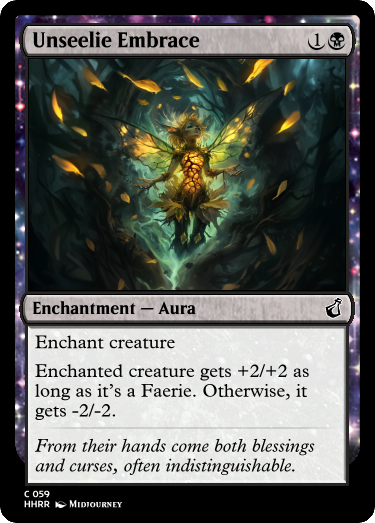 Unseelie Embrace 1
Enchantment — Aura
Enchant creature
Enchanted creature gets +2/+2 as
long as it's a Faerie. Otherwise, it
gets -2/-2.
From their hands come both blessings
and curses, often indistinguishable.
C 059
HHRR Midjourney